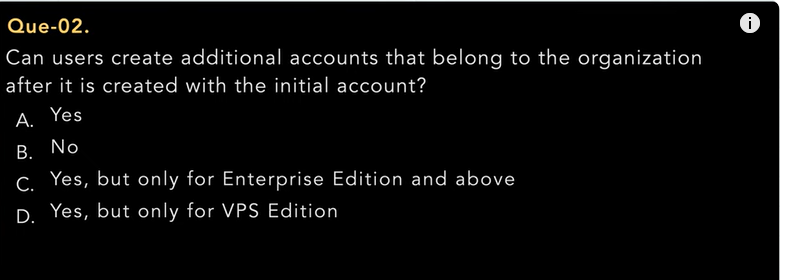 Que-02.
i
Can users create additional accounts that belong to the organization
after it is created with the initial account?
A. Yes
B. No
C. Yes, but only for Enterprise Edition and above
D. Yes, but only for VPS Edition